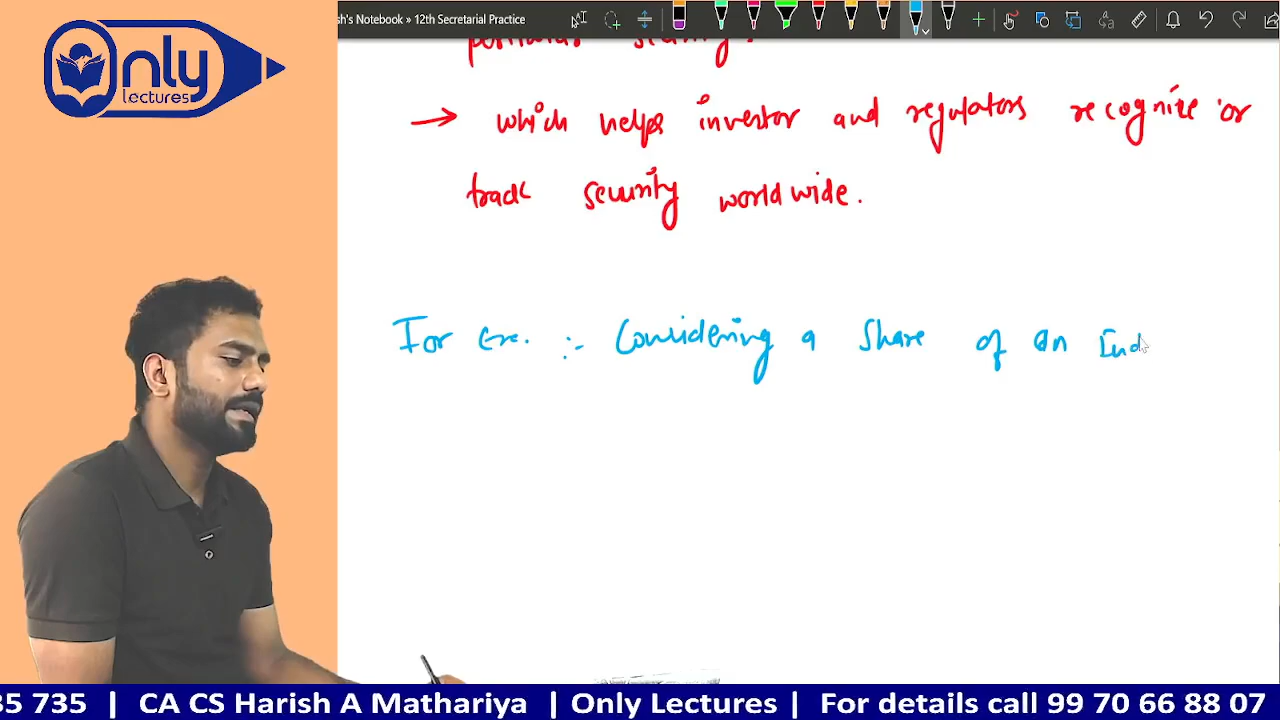 Only
lectures
sh's Notebook » 12th Secretarial Practice
→ which helps investor and regulators recognize or
track security worldwide.
For Ex. :- Considering a Share of an Ind
35 735 | CA CS Harish A Mathariya | Only Lectures | For details call 99 70 66 88 07